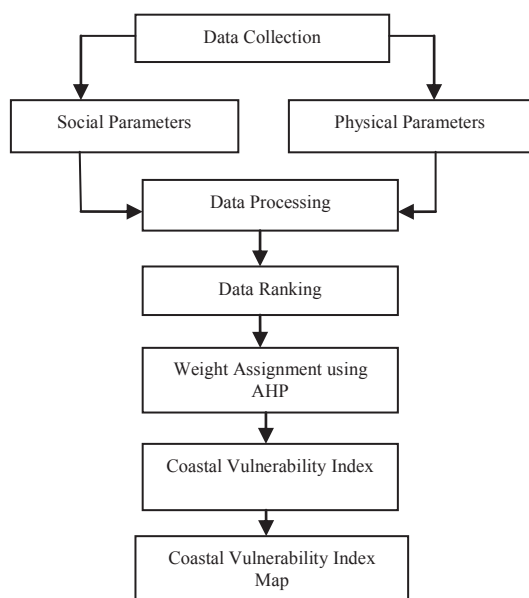 Data Collection
Social Parameters
Physical Parameters
Data Processing
Data Ranking
Weight Assignment using
AHP
Coastal Vulnerability Index
Coastal Vulnerability Index
Map